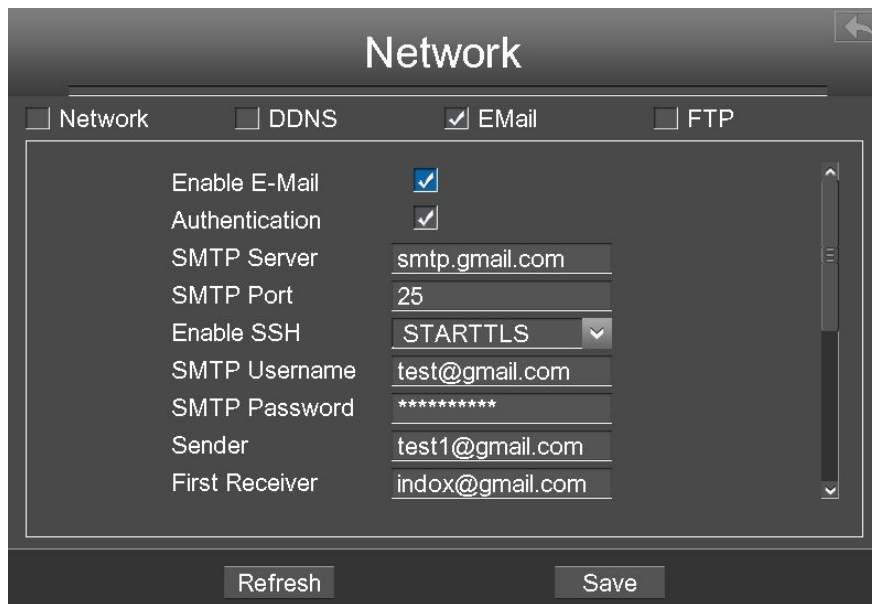 Network
Network DDNS EMail FTP
Enable E-Mail
Authentication
SMTP Server smtp.gmail.com
SMTP Port 25
Enable SSH STARTTLS
SMTP Username test@gmail.com
SMTP Password **********
Sender test1@gmail.com
First Receiver indox@gmail.com
Refresh Save